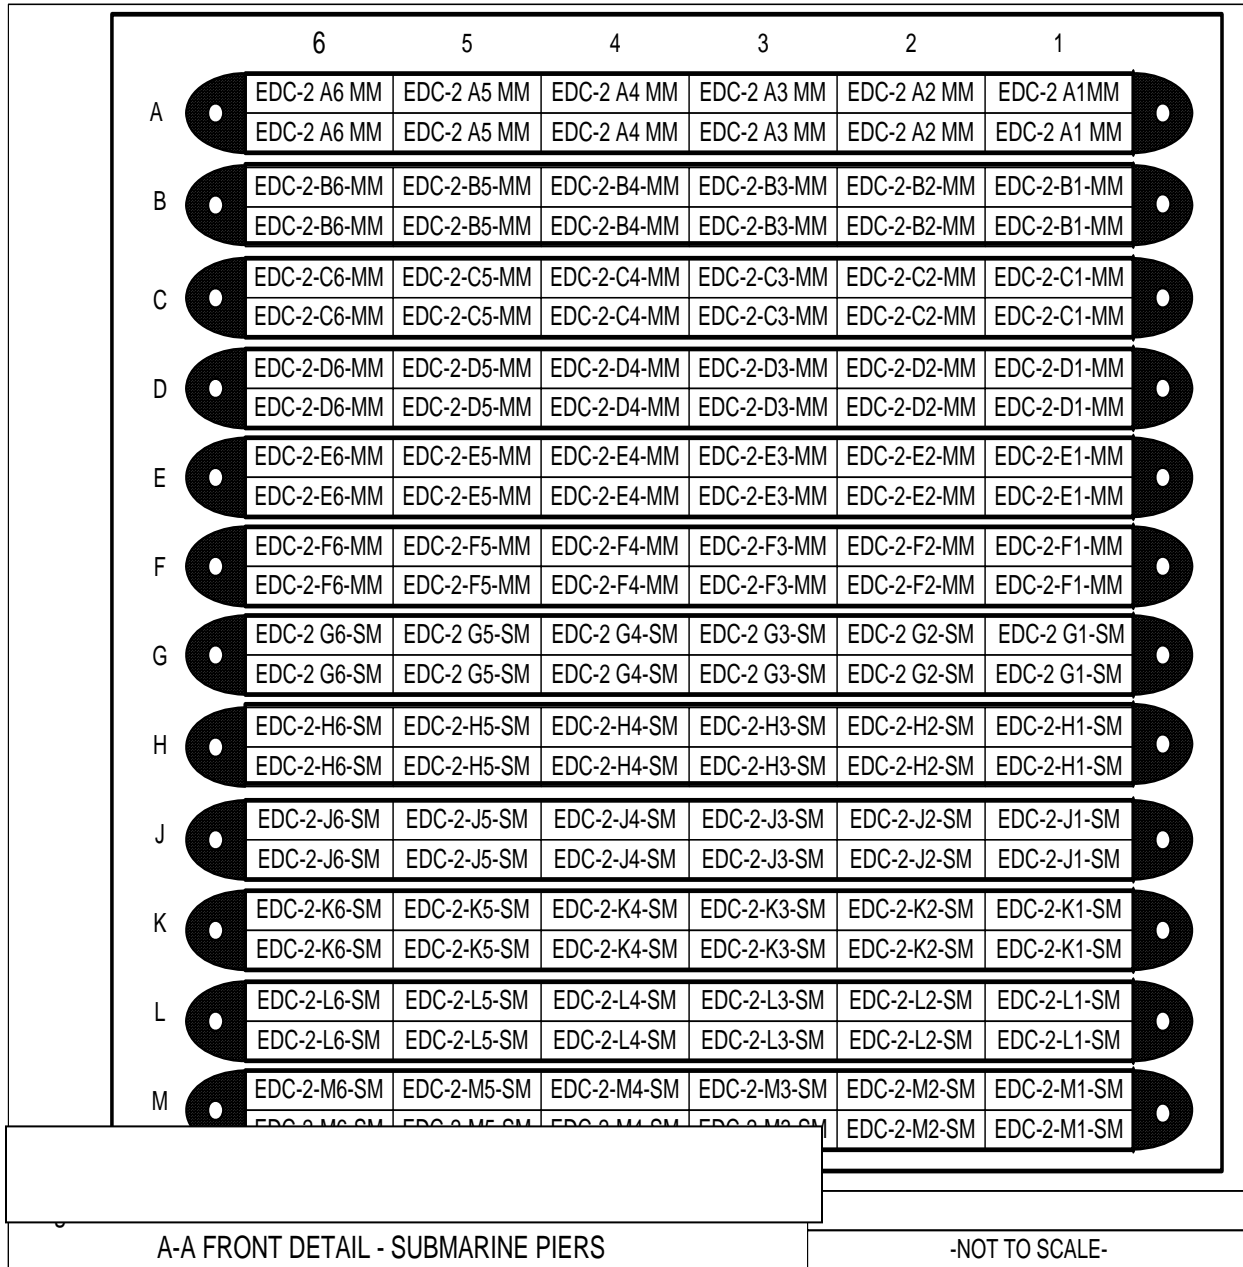 6 5 4 3 2 1
A
EDC-2 A6 MM EDC-2 A5 MM EDC-2 A4 MM EDC-2 A3 MM EDC-2 A2 MM EDC-2 A1MM
EDC-2 A6 MM EDC-2 A5 MM EDC-2 A4 MM EDC-2 A3 MM EDC-2 A2 MM EDC-2 A1 MM
B
EDC-2-B6-MM EDC-2-B5-MM EDC-2-B4-MM EDC-2-B3-MM EDC-2-B2-MM EDC-2-B1-MM
EDC-2-B6-MM EDC-2-B5-MM EDC-2-B4-MM EDC-2-B3-MM EDC-2-B2-MM EDC-2-B1-MM
C
EDC-2-C6-MM EDC-2-C5-MM EDC-2-C4-MM EDC-2-C3-MM EDC-2-C2-MM EDC-2-C1-MM
EDC-2-C6-MM EDC-2-C5-MM EDC-2-C4-MM EDC-2-C3-MM EDC-2-C2-MM EDC-2-C1-MM
D
EDC-2-D6-MM EDC-2-D5-MM EDC-2-D4-MM EDC-2-D3-MM EDC-2-D2-MM EDC-2-D1-MM
EDC-2-D6-MM EDC-2-D5-MM EDC-2-D4-MM EDC-2-D3-MM EDC-2-D2-MM EDC-2-D1-MM
E
EDC-2-E6-MM EDC-2-E5-MM EDC-2-E4-MM EDC-2-E3-MM EDC-2-E2-MM EDC-2-E1-MM
EDC-2-E6-MM EDC-2-E5-MM EDC-2-E4-MM EDC-2-E3-MM EDC-2-E2-MM EDC-2-E1-MM
F
EDC-2-F6-MM EDC-2-F5-MM EDC-2-F4-MM EDC-2-F3-MM EDC-2-F2-MM EDC-2-F1-MM
EDC-2-F6-MM EDC-2-F5-MM EDC-2-F4-MM EDC-2-F3-MM EDC-2-F2-MM EDC-2-F1-MM
G
EDC-2 G6-SM EDC-2 G5-SM EDC-2 G4-SM EDC-2 G3-SM EDC-2 G2-SM EDC-2 G1-SM
EDC-2 G6-SM EDC-2 G5-SM EDC-2 G4-SM EDC-2 G3-SM EDC-2 G2-SM EDC-2 G1-SM
H
EDC-2-H6-SM EDC-2-H5-SM EDC-2-H4-SM EDC-2-H3-SM EDC-2-H2-SM EDC-2-H1-SM
EDC-2-H6-SM EDC-2-H5-SM EDC-2-H4-SM EDC-2-H3-SM EDC-2-H2-SM EDC-2-H1-SM
J
EDC-2-J6-SM EDC-2-J5-SM EDC-2-J4-SM EDC-2-J3-SM EDC-2-J2-SM EDC-2-J1-SM
EDC-2-J6-SM EDC-2-J5-SM EDC-2-J4-SM EDC-2-J3-SM EDC-2-J2-SM EDC-2-J1-SM
K
EDC-2-K6-SM EDC-2-K5-SM EDC-2-K4-SM EDC-2-K3-SM EDC-2-K2-SM EDC-2-K1-SM
EDC-2-K6-SM EDC-2-K5-SM EDC-2-K4-SM EDC-2-K3-SM EDC-2-K2-SM EDC-2-K1-SM
L
EDC-2-L6-SM EDC-2-L5-SM EDC-2-L4-SM EDC-2-L3-SM EDC-2-L2-SM EDC-2-L1-SM
EDC-2-L6-SM EDC-2-L5-SM EDC-2-L4-SM EDC-2-L3-SM EDC-2-L2-SM EDC-2-L1-SM
M
EDC-2-M6-SM EDC-2-M5-SM EDC-2-M4-SM EDC-2-M3-SM EDC-2-M2-SM EDC-2-M1-SM
EDC-2-M2-SM EDC-2-M1-SM
A-A FRONT DETAIL - SUBMARINE PIERS
-NOT TO SCALE-